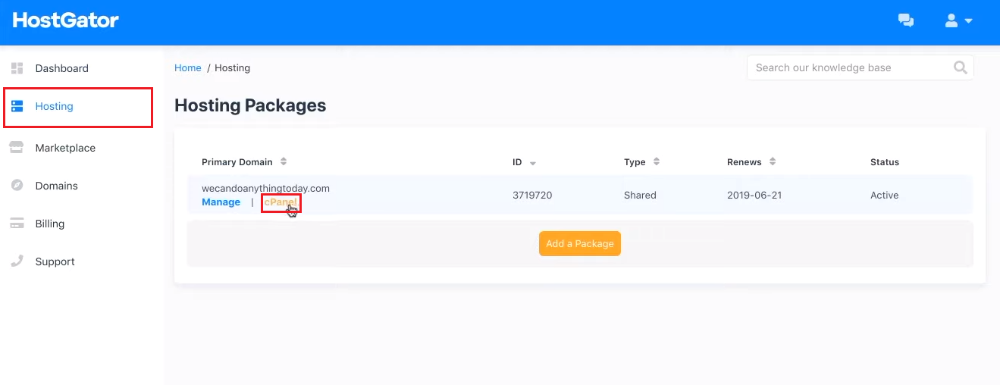 HostGator
Dashboard
Hosting
Marketplace
Domains
Billing
Support
Home / Hosting
Search our knowledge base
Hosting Packages
Primary Domain ID Type Renews Status
wecandoanythingtoday.com 3719720 Shared 2019-06-21 Active
Manage | cPanel
Add a Package